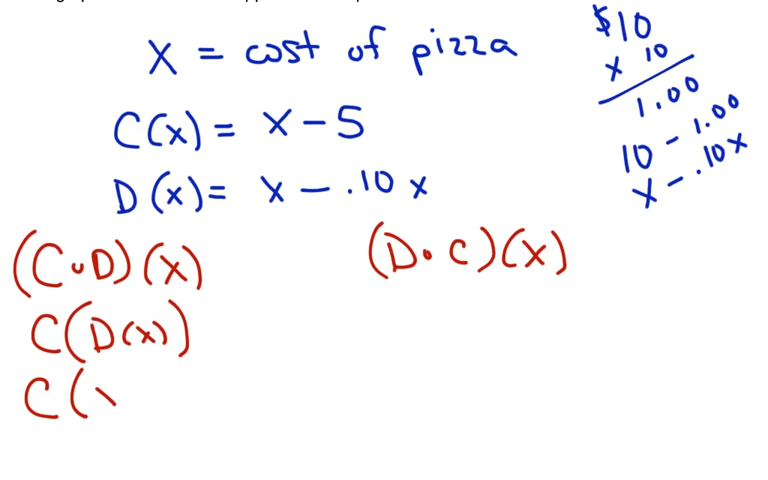 X = cost of pizza
C(x) = x - 5
D(x) = x - .10x
$10
x 10
1.00
10 - 1.00
x - .10x
(C∘D)(x)
(D∘C)(x)
C(D(x))
C(